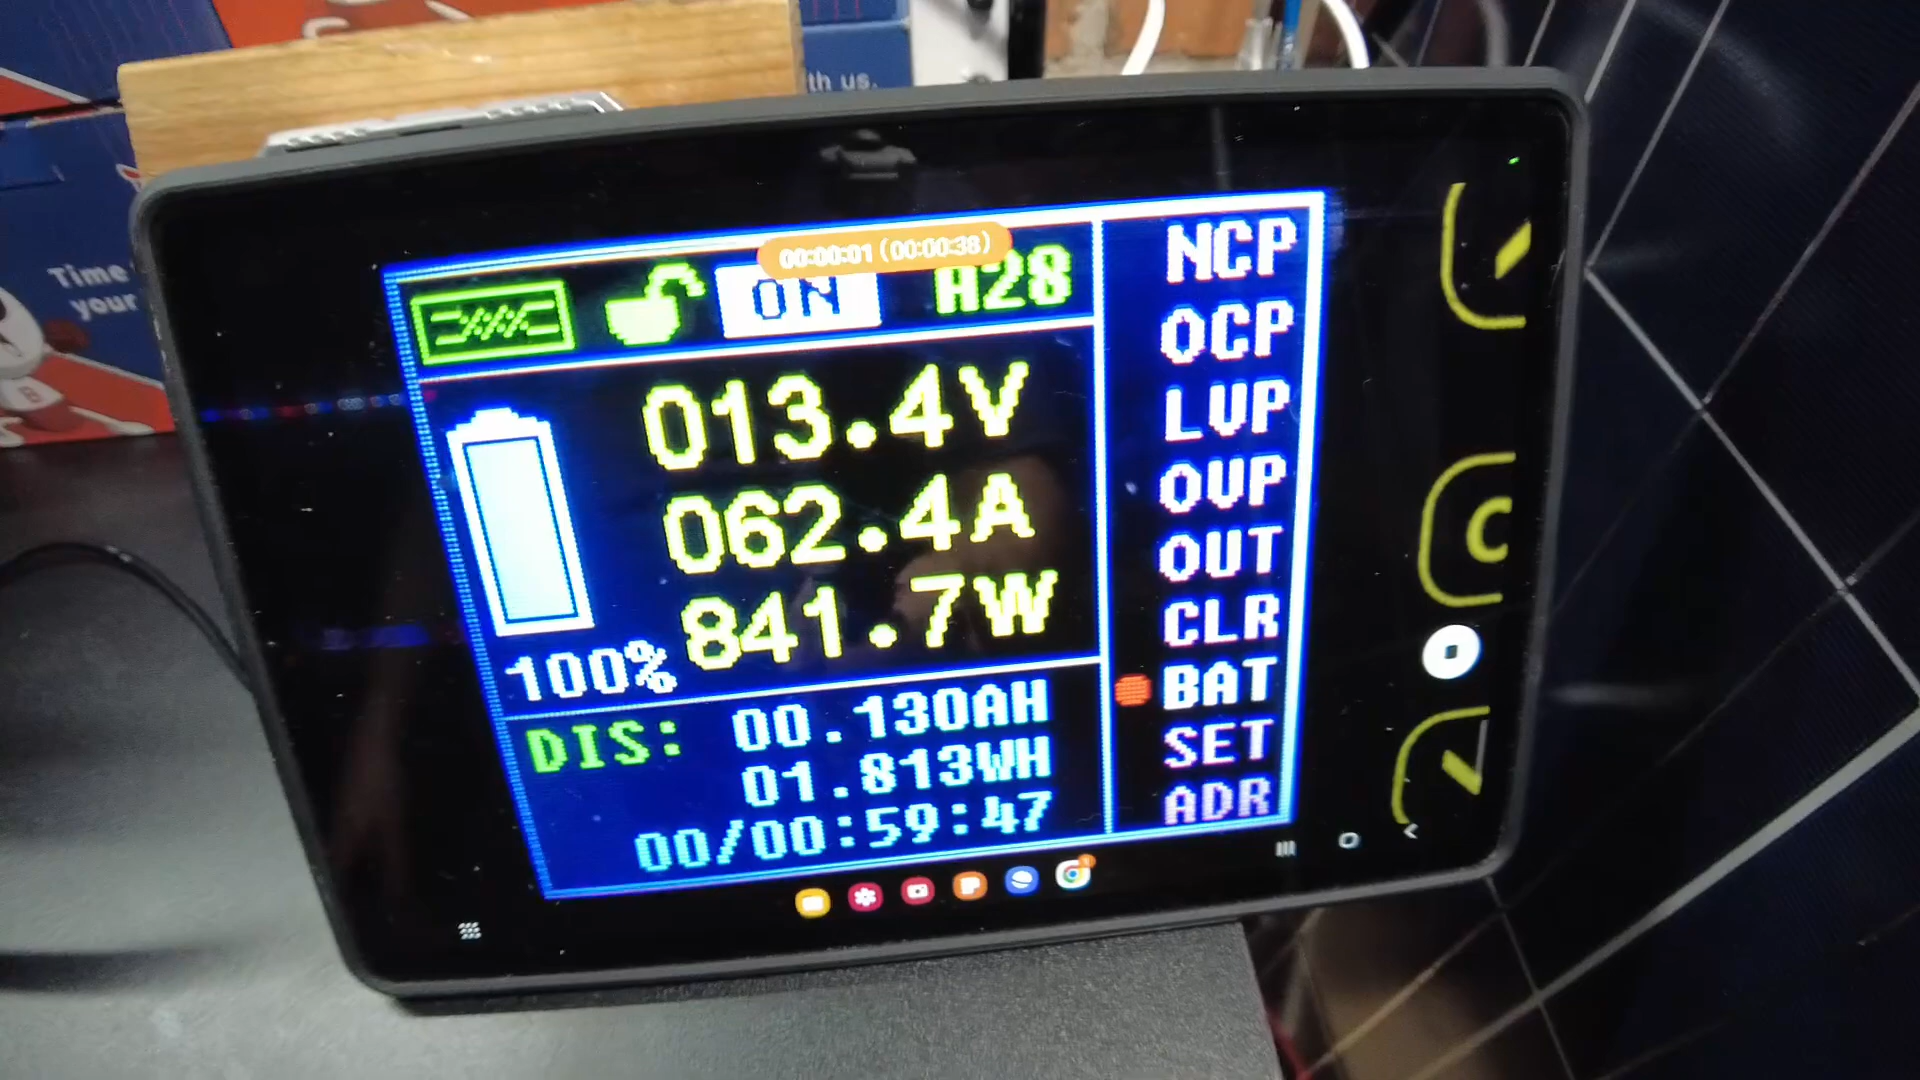 th us.
Time
your
B
00:00:01 (00:00:38)
ON
A28
013.4V
062.4A
841.7W
100%
DIS: 00.130AH
01.813WH
00/00:59:47
NCP
OCP
LVP
OVP
OUT
CLR
BAT
SET
ADR
C